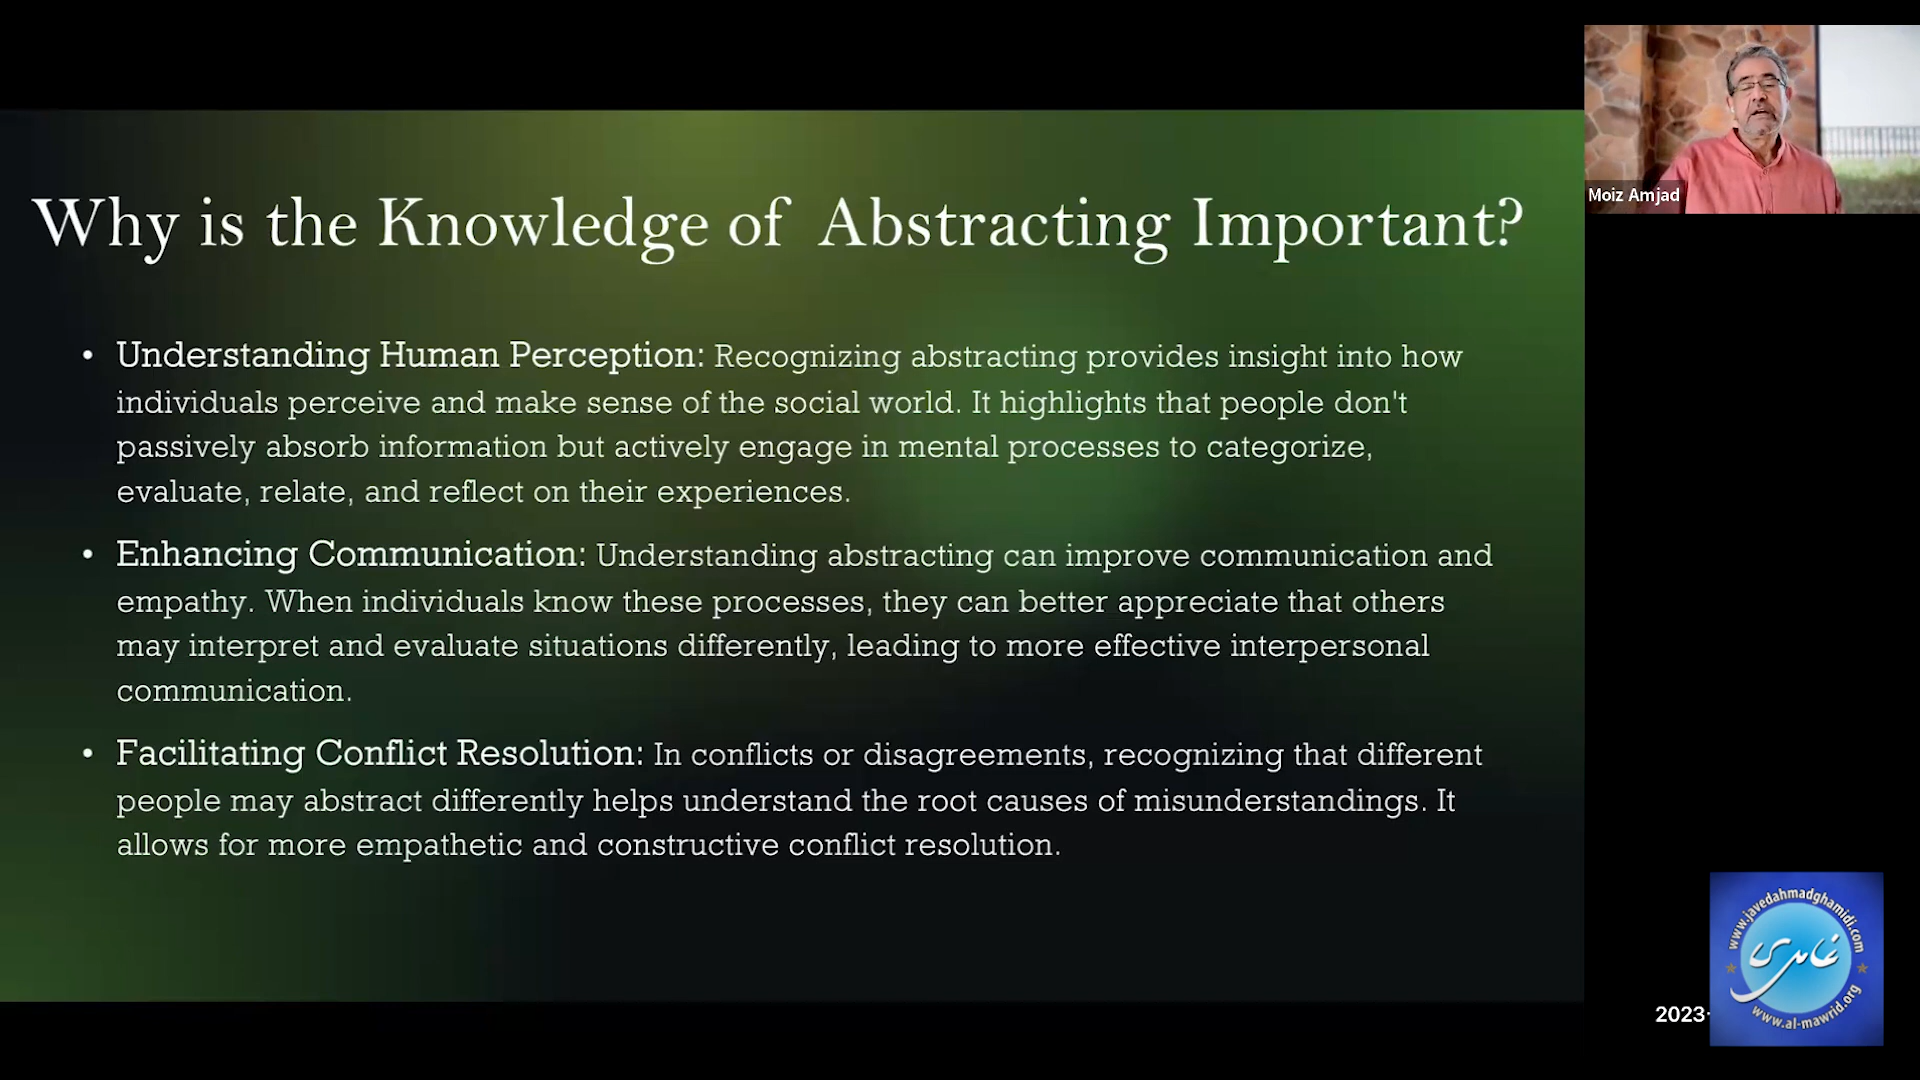 Why is the Knowledge of Abstracting Important?
• Understanding Human Perception: Recognizing abstracting provides insight into how
individuals perceive and make sense of the social world. It highlights that people don't
passively absorb information but actively engage in mental processes to categorize,
evaluate, relate, and reflect on their experiences.
• Enhancing Communication: Understanding abstracting can improve communication and
empathy. When individuals know these processes, they can better appreciate that others
may interpret and evaluate situations differently, leading to more effective interpersonal
communication.
• Facilitating Conflict Resolution: In conflicts or disagreements, recognizing that different
people may abstract differently helps understand the root causes of misunderstandings. It
allows for more empathetic and constructive conflict resolution.
Moiz Amjad
www.javedahmadghamidi.com
غامدی
www.al-mawrid.org
2023-